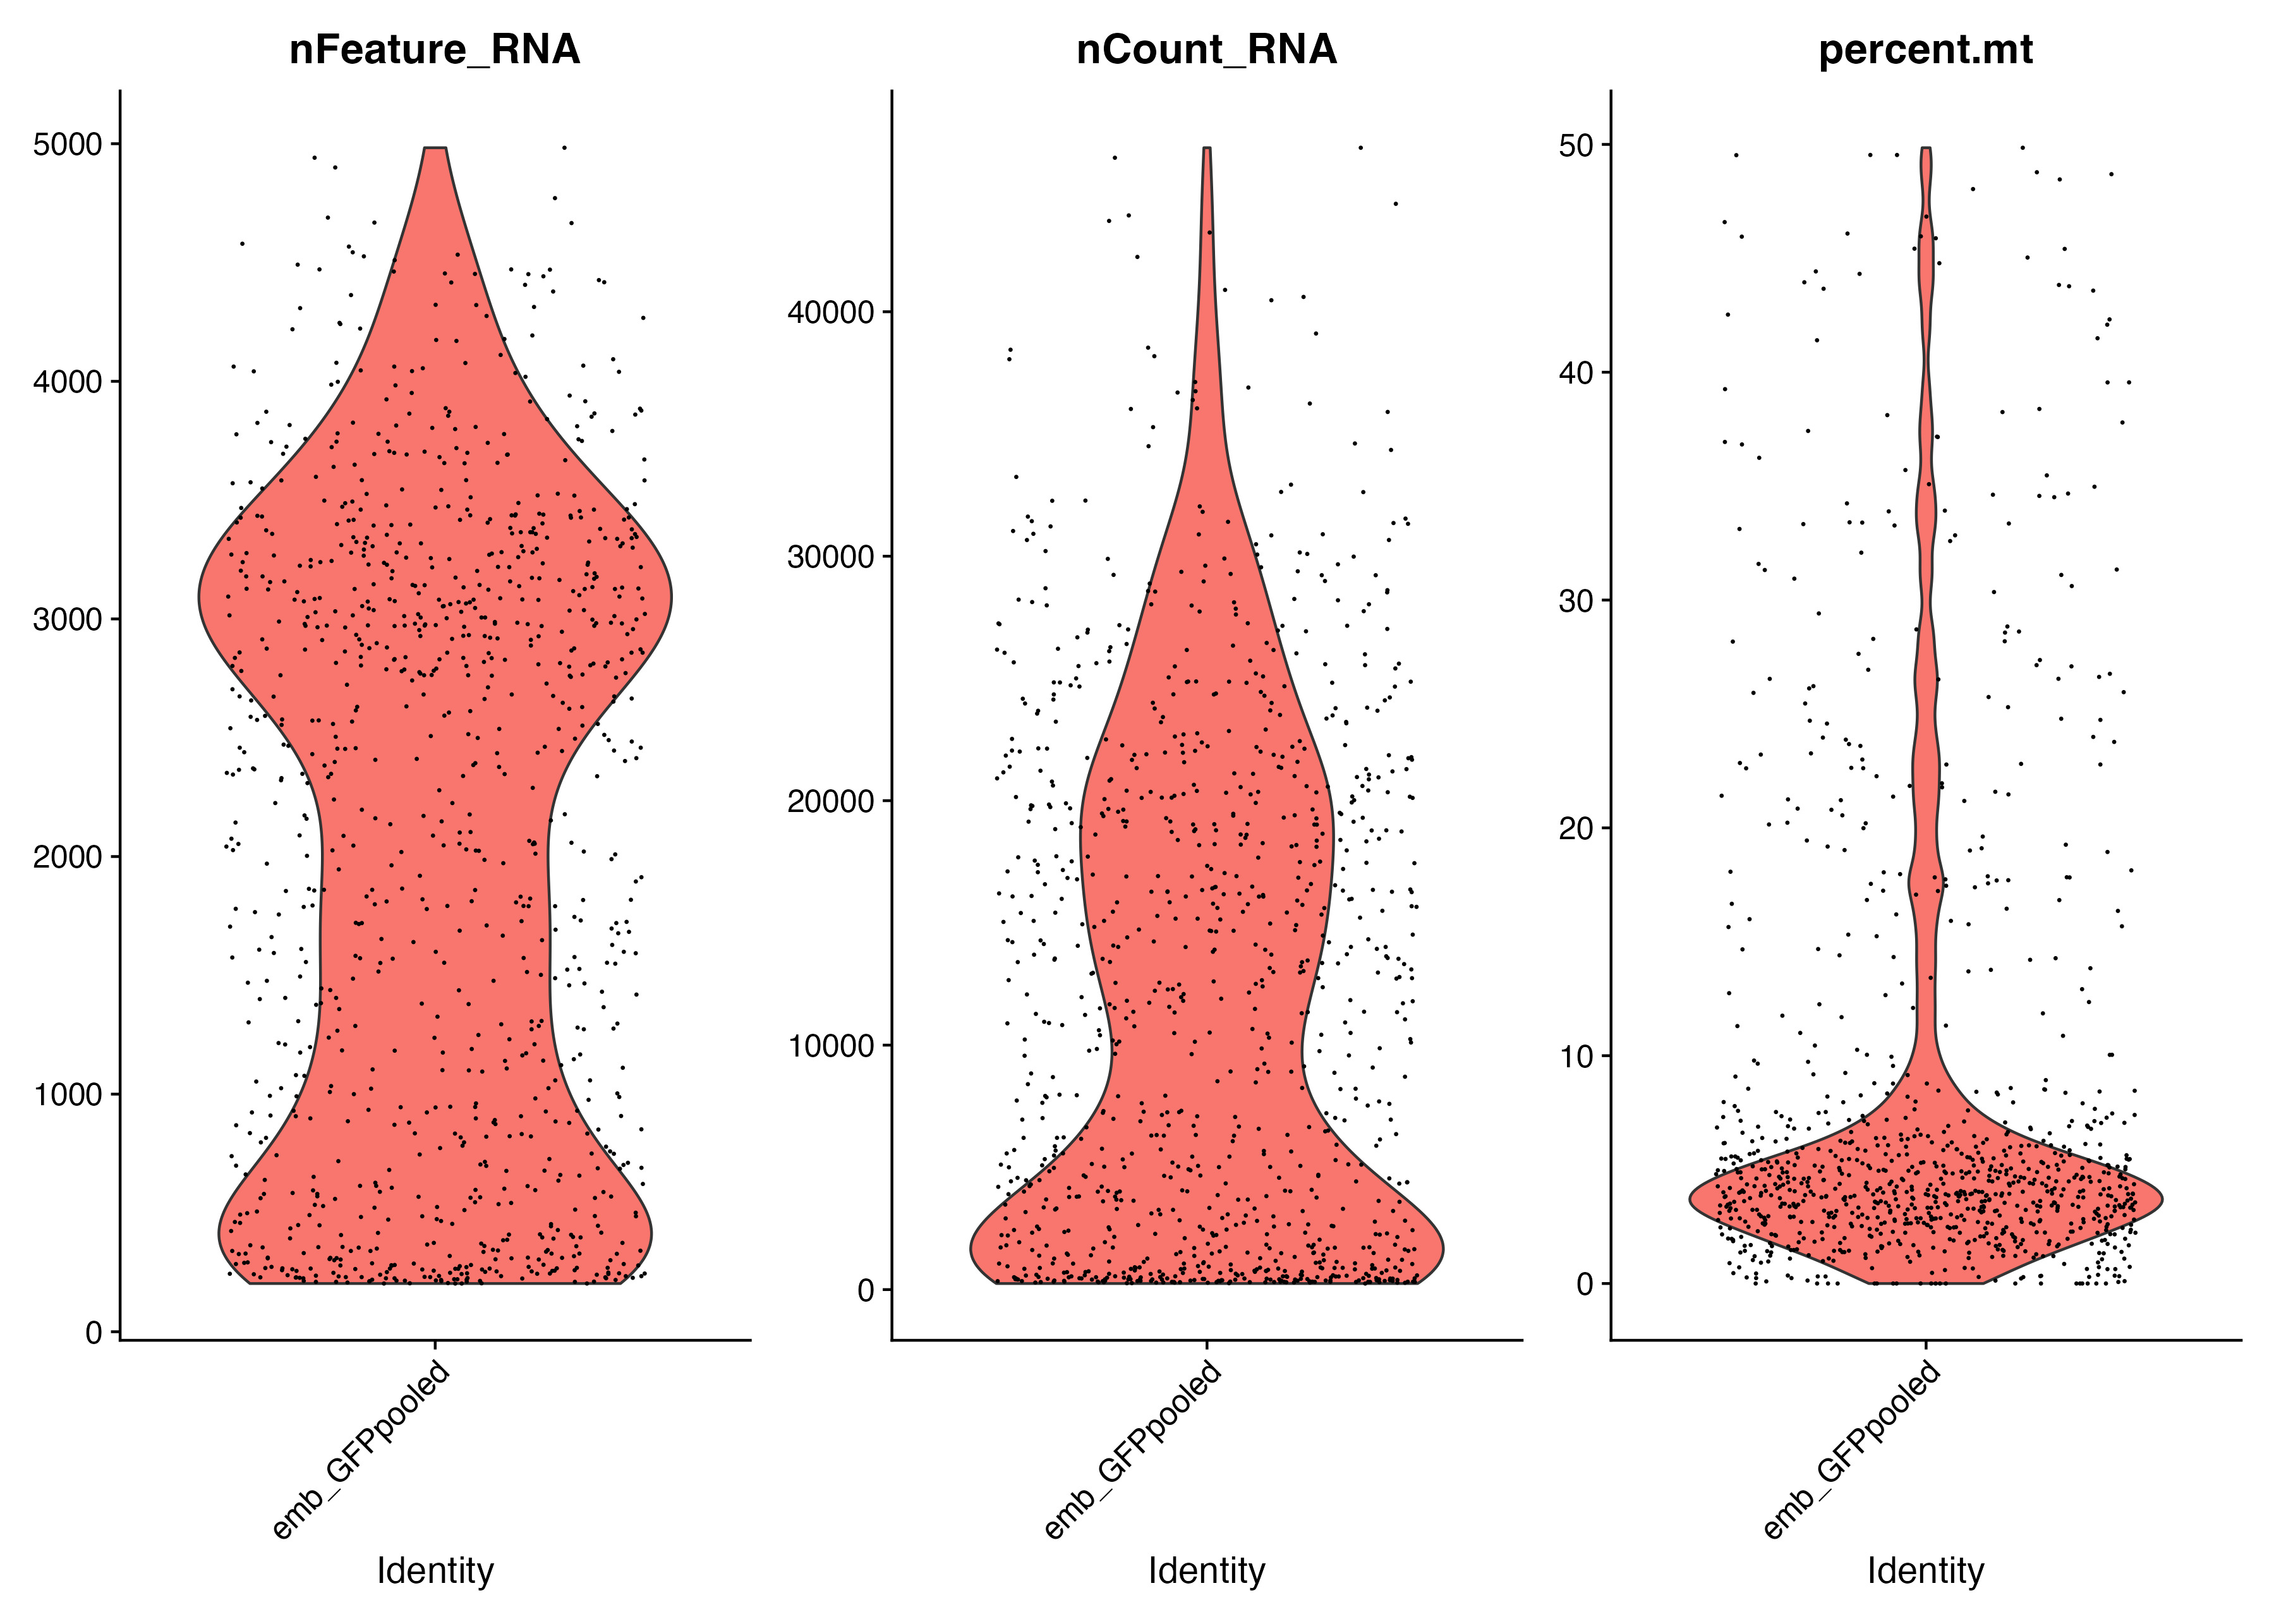 nFeature_RNA
5000
4000
3000
2000
1000
0
emb_GFPpooled
Identity
nCount_RNA
40000
30000
20000
10000
0
emb_GFPpooled
Identity
percent.mt
50
40
30
20
10
0
emb_GFPpooled
Identity